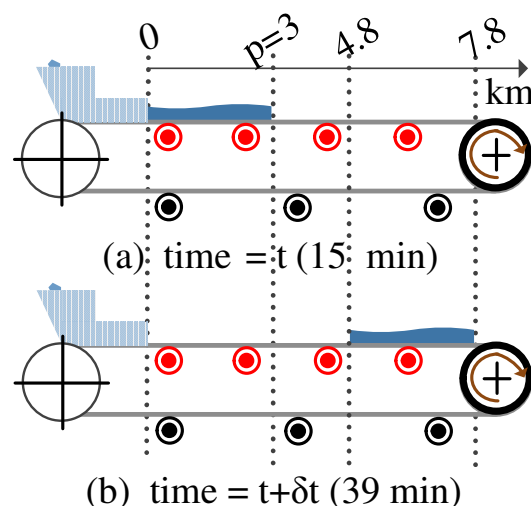 0 p=3 4.8 7.8
km
(a) time = t (15 min)
(b) time = t+δt (39 min)